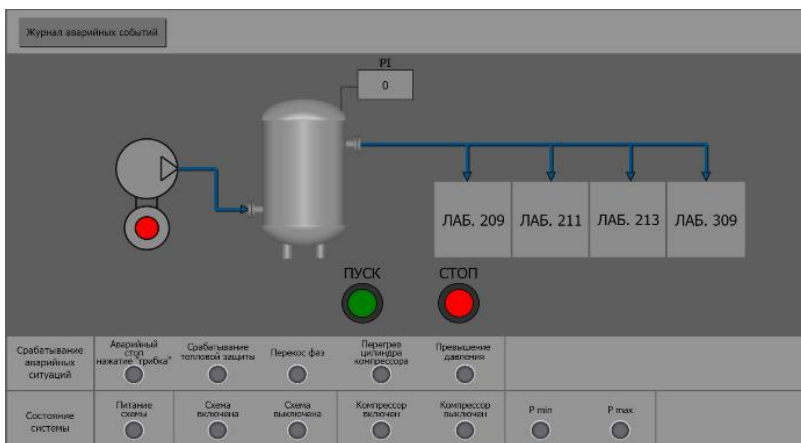 Журнал аварийных событий
PI
0
ЛАБ. 209
ЛАБ. 211
ЛАБ. 213
ЛАБ. 309
ПУСК
СТОП
Срабатывание
аварийных
ситуаций
Аварийный
стоп
нажатие "грибка"
Срабатывание
тепловой защиты
Перекос фаз
Перегрев
цилиндра
компрессора
Превышение
давления
Состояние
системы
Питание
схемы
Схема
включена
Схема
выключена
Компрессор
включен
Компрессор
выключен
P min
P max